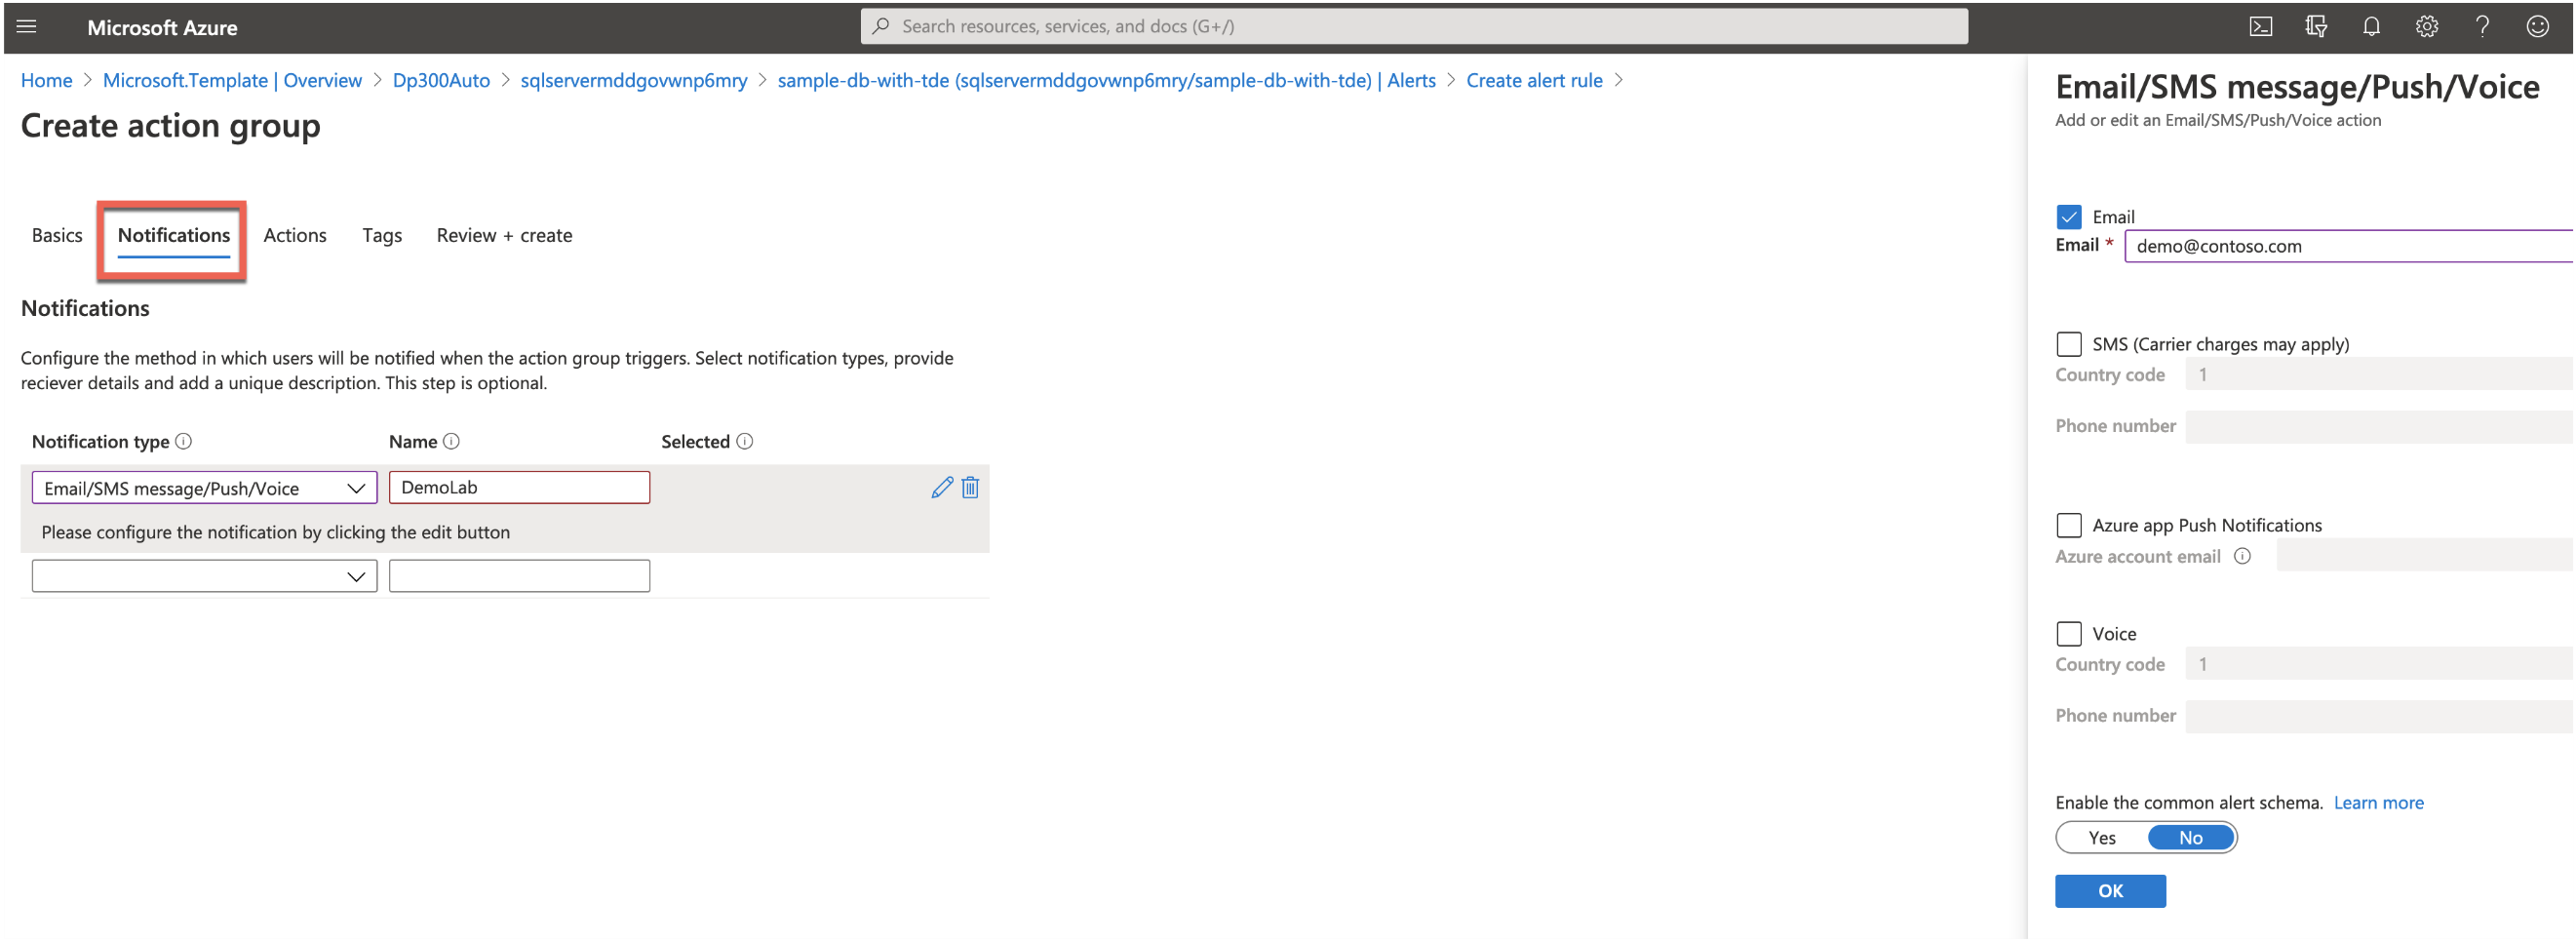 Microsoft Azure
Search resources, services, and docs (G+/)
Home > Microsoft.Template | Overview > Dp300Auto > sqlservermddgovwnp6mry > sample-db-with-tde (sqlservermddgovwnp6mry/sample-db-with-tde) | Alerts > Create alert rule >
Create action group
Basics Notifications Actions Tags Review + create
Notifications
Configure the method in which users will be notified when the action group triggers. Select notification types, provide
reciever details and add a unique description. This step is optional.
Notification type Name Selected
Email/SMS message/Push/Voice DemoLab
Please configure the notification by clicking the edit button
Email/SMS message/Push/Voice
Add or edit an Email/SMS/Push/Voice action
Email
Email * demo@contoso.com
SMS (Carrier charges may apply)
Country code 1
Phone number
Azure app Push Notifications
Azure account email
Voice
Country code 1
Phone number
Enable the common alert schema. Learn more
Yes No
OK